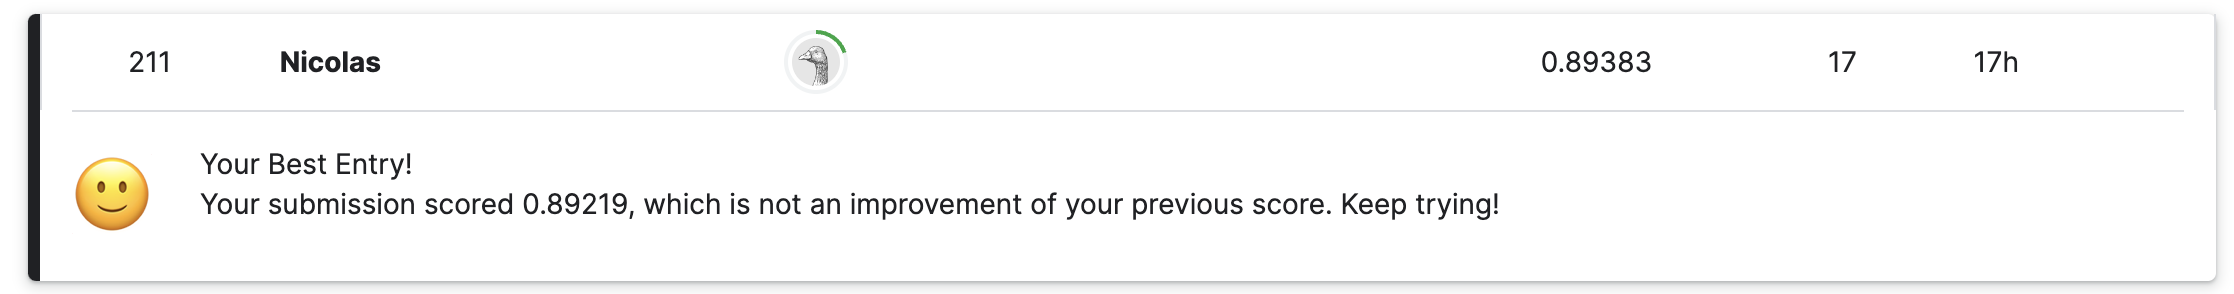 211 Nicolas 0.89383 17 17h
Your Best Entry!
Your submission scored 0.89219, which is not an improvement of your previous score. Keep trying!